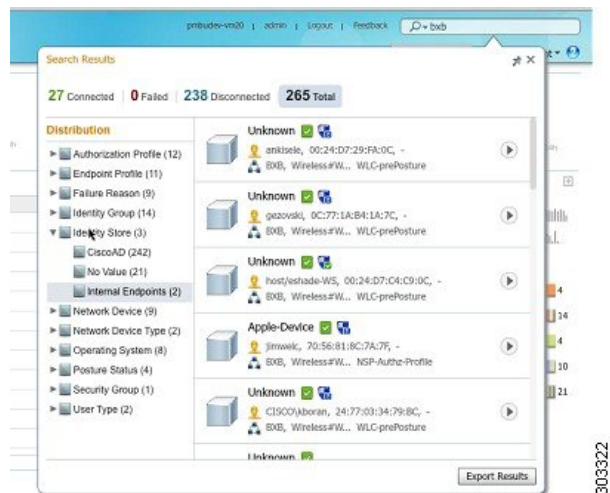 pmbudev-vm20 | admin | Logout | Feedback
bxb
Search Results
27 Connected | 0 Failed | 238 Disconnected 265 Total
Distribution
Authorization Profile (12)
Endpoint Profile (11)
Failure Reason (9)
Identity Group (14)
Identity Store (3)
CiscoAD (242)
No Value (21)
Internal Endpoints (2)
Network Device (9)
Network Device Type (2)
Operating System (8)
Posture Status (4)
Security Group (1)
User Type (2)
Unknown
ankisele, 00:24:D7:29:FA:0C, -
BXB, Wireless#W... WLC-prePosture
Unknown
gezovski, 0C:77:1A:B4:1A:7C, -
BXB, Wireless#W... WLC-prePosture
Unknown
host/eshade-WS, 00:24:D7:C4:C9:0C, -
BXB, Wireless#W... WLC-prePosture
Apple-Device
jimwelc, 70:56:81:8C:7A:7F, -
BXB, Wireless#W... NSP-Authz-Profile
Unknown
CISCO\kboran, 24:77:03:34:79:8C, -
BXB, Wireless#W... WLC-prePosture
Unknown
Export Results
4
14
4
10
21
303322